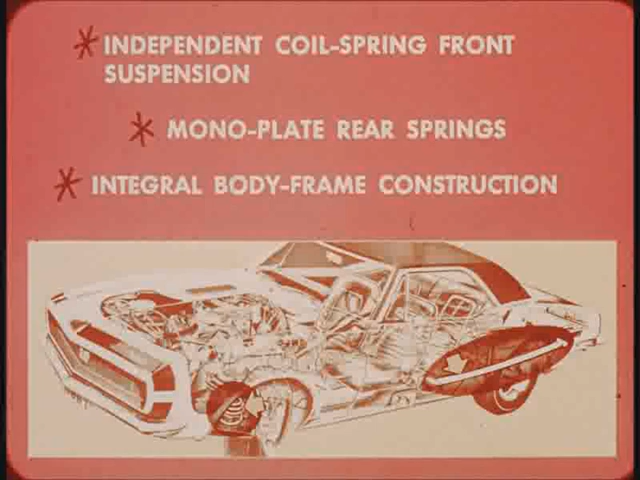 * INDEPENDENT COIL-SPRING FRONT
SUSPENSION
* MONO-PLATE REAR SPRINGS
* INTEGRAL BODY-FRAME CONSTRUCTION